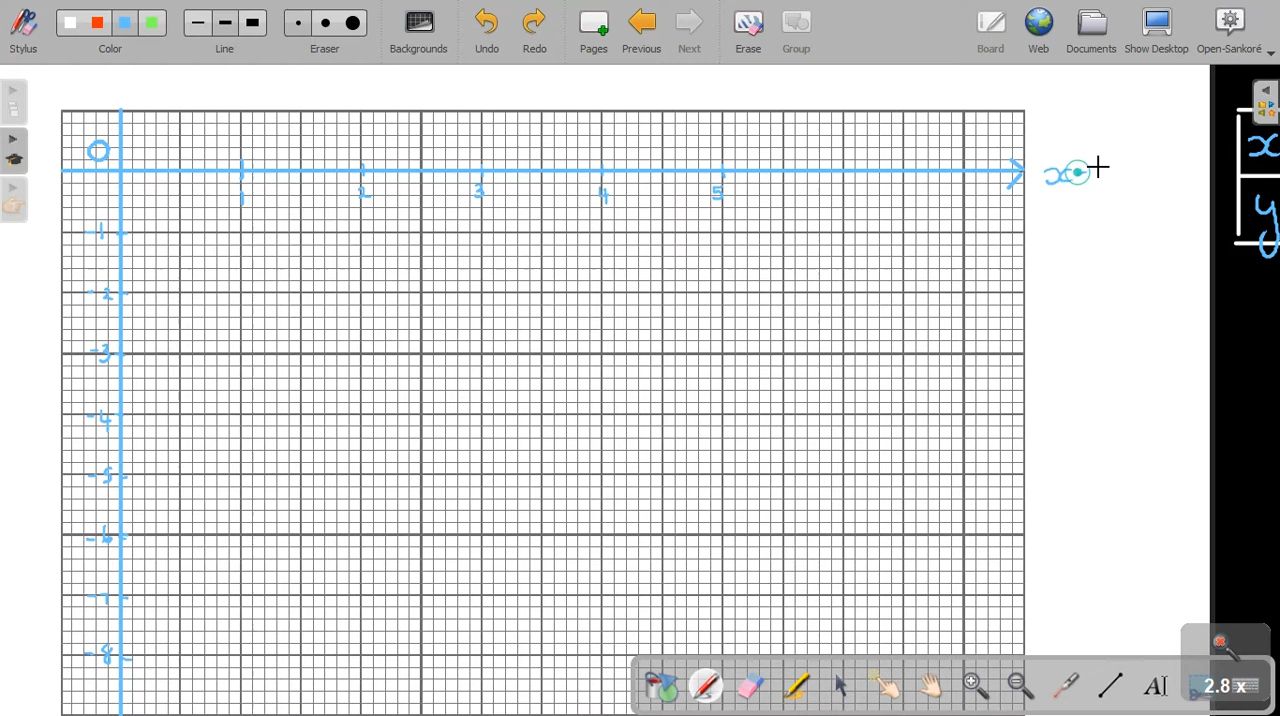 Stylus Color Line Eraser Backgrounds Undo Redo Pages Previous Next Erase Group Board Web Documents Show Desktop Open-Sankoré
O
x
x
1 2 3 4 5
y
-1
-2
-3
-4
-5
-6
-7
-8
2.8 x